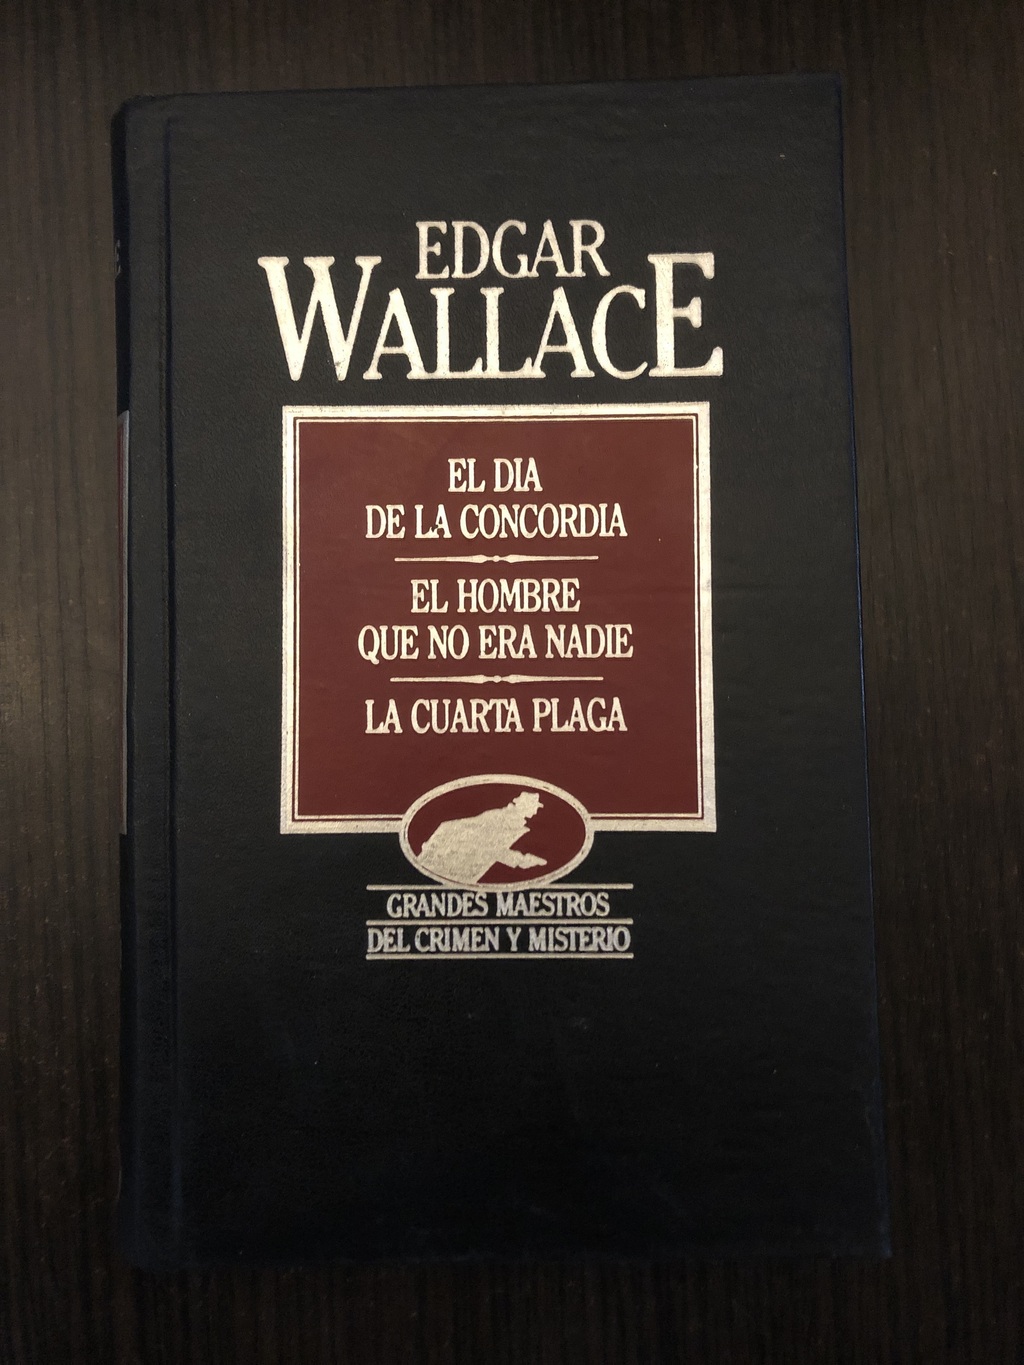 EDGAR
WALLACE
EL DIA
DE LA CONCORDIA
EL HOMBRE
QUE NO ERA NADIE
LA CUARTA PLAGA
GRANDES MAESTROS
DEL CRIMEN Y MISTERIO